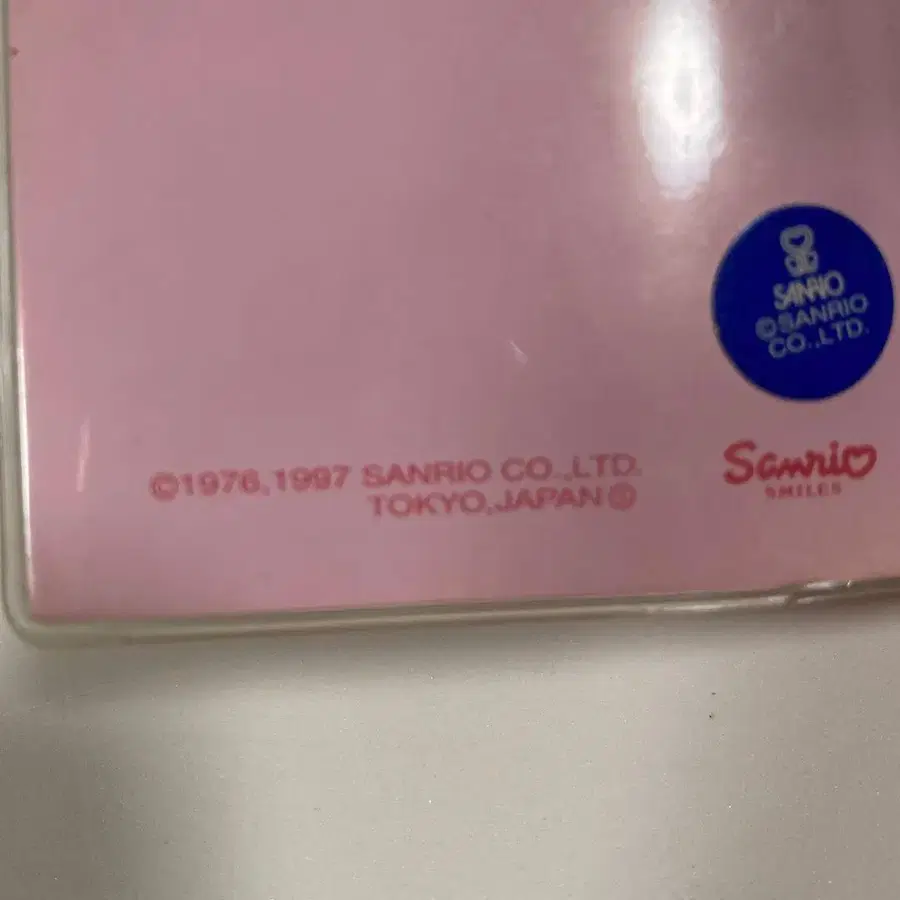 SANRIO
©SANRIO
CO.,LTD.
Sanrio
SMILES
©1976,1997 SANRIO CO.,LTD.
TOKYO,JAPAN